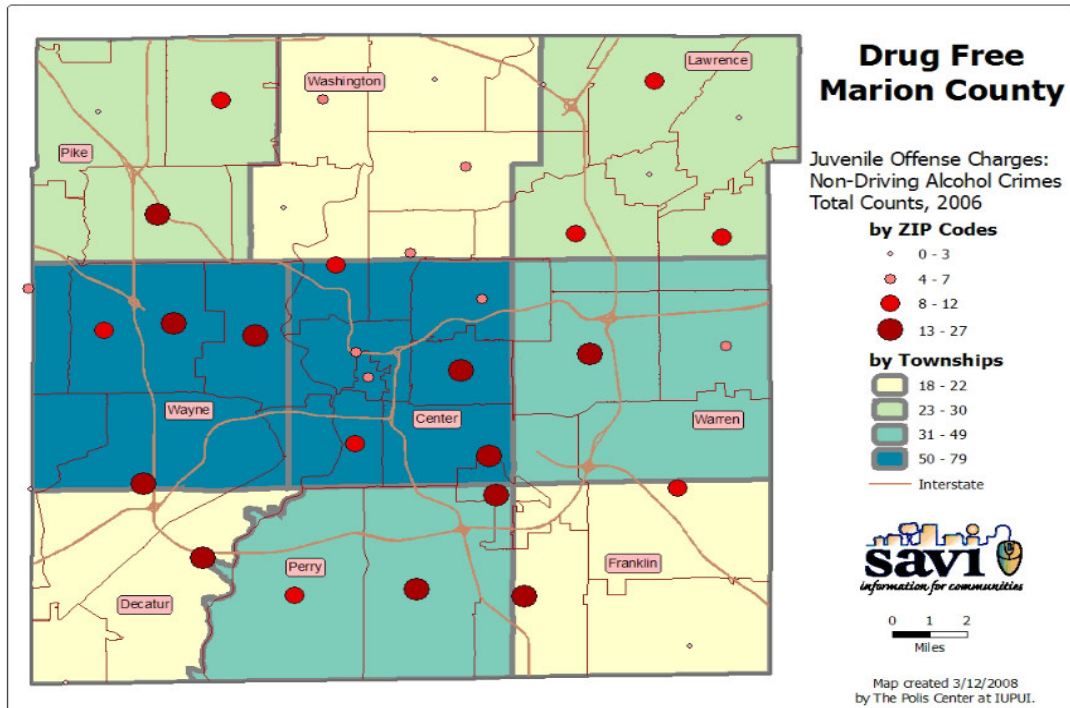 Drug Free
Marion County
Juvenile Offense Charges:
Non-Driving Alcohol Crimes
Total Counts, 2006
by ZIP Codes
0 - 3
4 - 7
8 - 12
13 - 27
by Townships
18 - 22
23 - 30
31 - 49
50 - 79
Interstate
savi
information for communities
0 1 2
Miles
Map created 3/12/2008
by The Polis Center at IUPUI.
Lawrence
Washington
Pike
Wayne
Center
Warren
Perry
Franklin
Decatur